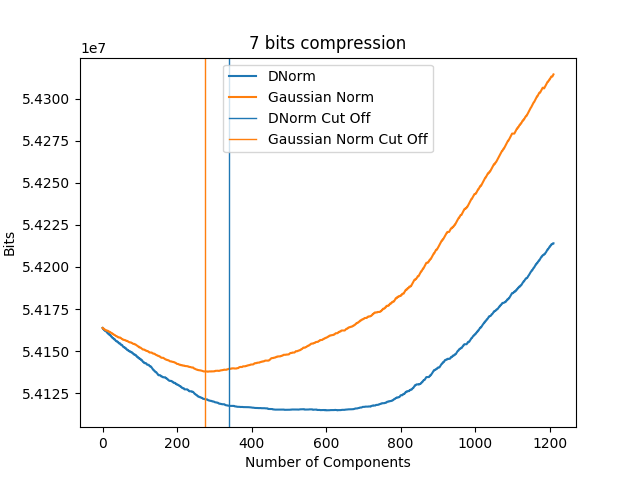 7 bits compression
1e7
DNorm
Gaussian Norm
DNorm Cut Off
Gaussian Norm Cut Off
5.4300
5.4275
5.4250
5.4225
5.4200
5.4175
5.4150
5.4125
Bits
0 200 400 600 800 1000 1200
Number of Components